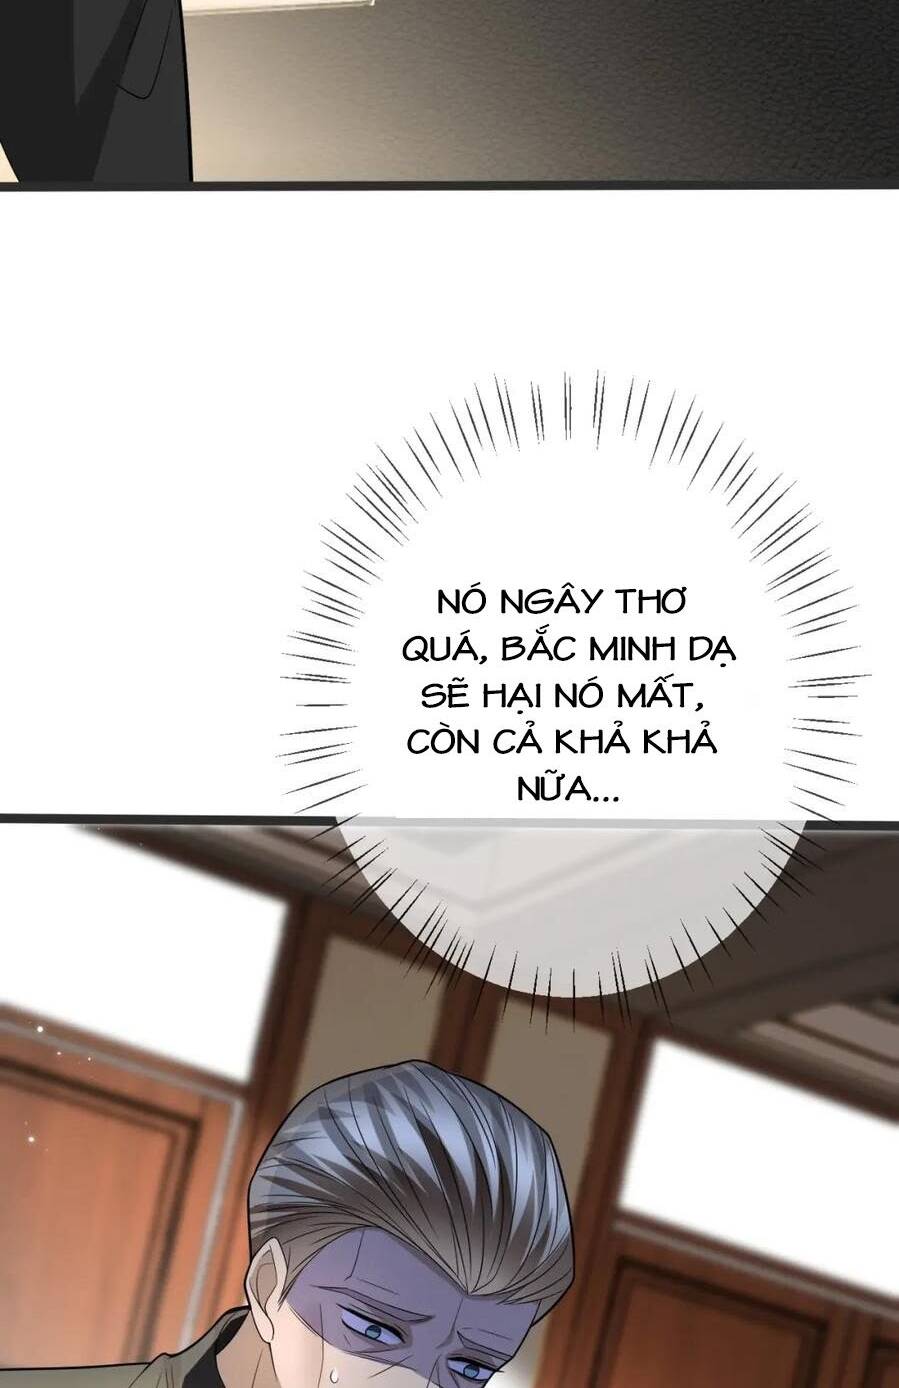 NÓ NGÂY THƠ
QUÁ, BẮC MINH DẠ
SẼ HẠI NÓ MẤT,
CÒN CẢ KHẢ KHẢ
NỮA...